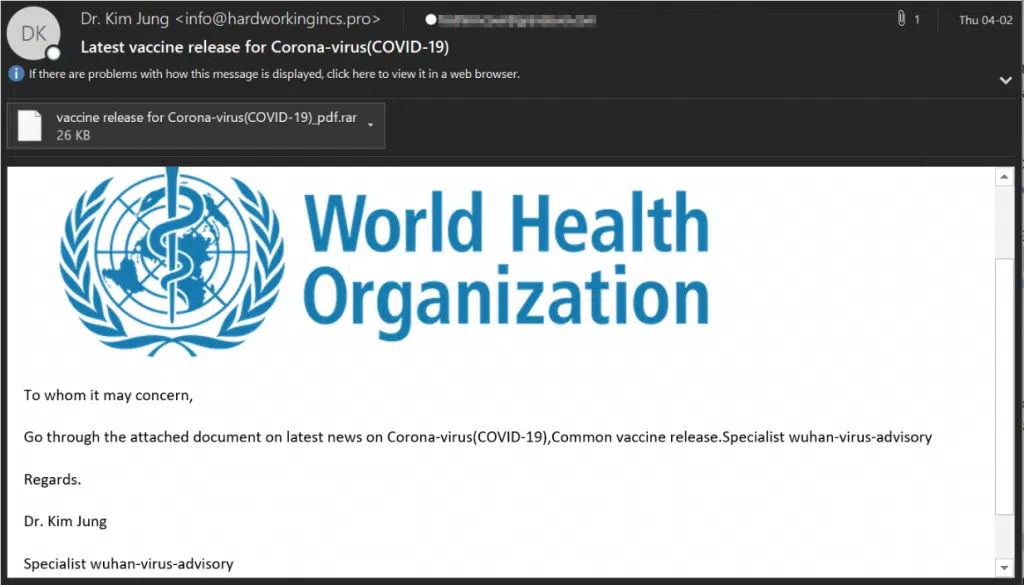 DK
Dr. Kim Jung <info@hardworkingincs.pro>
1
Thu 04-02
Latest vaccine release for Corona-virus(COVID-19)
If there are problems with how this message is displayed, click here to view it in a web browser.
vaccine release for Corona-virus(COVID-19)_pdf.rar
26 KB
World Health
Organization
To whom it may concern,
Go through the attached document on latest news on Corona-virus(COVID-19),Common vaccine release.Specialist wuhan-virus-advisory
Regards.
Dr. Kim Jung
Specialist wuhan-virus-advisory